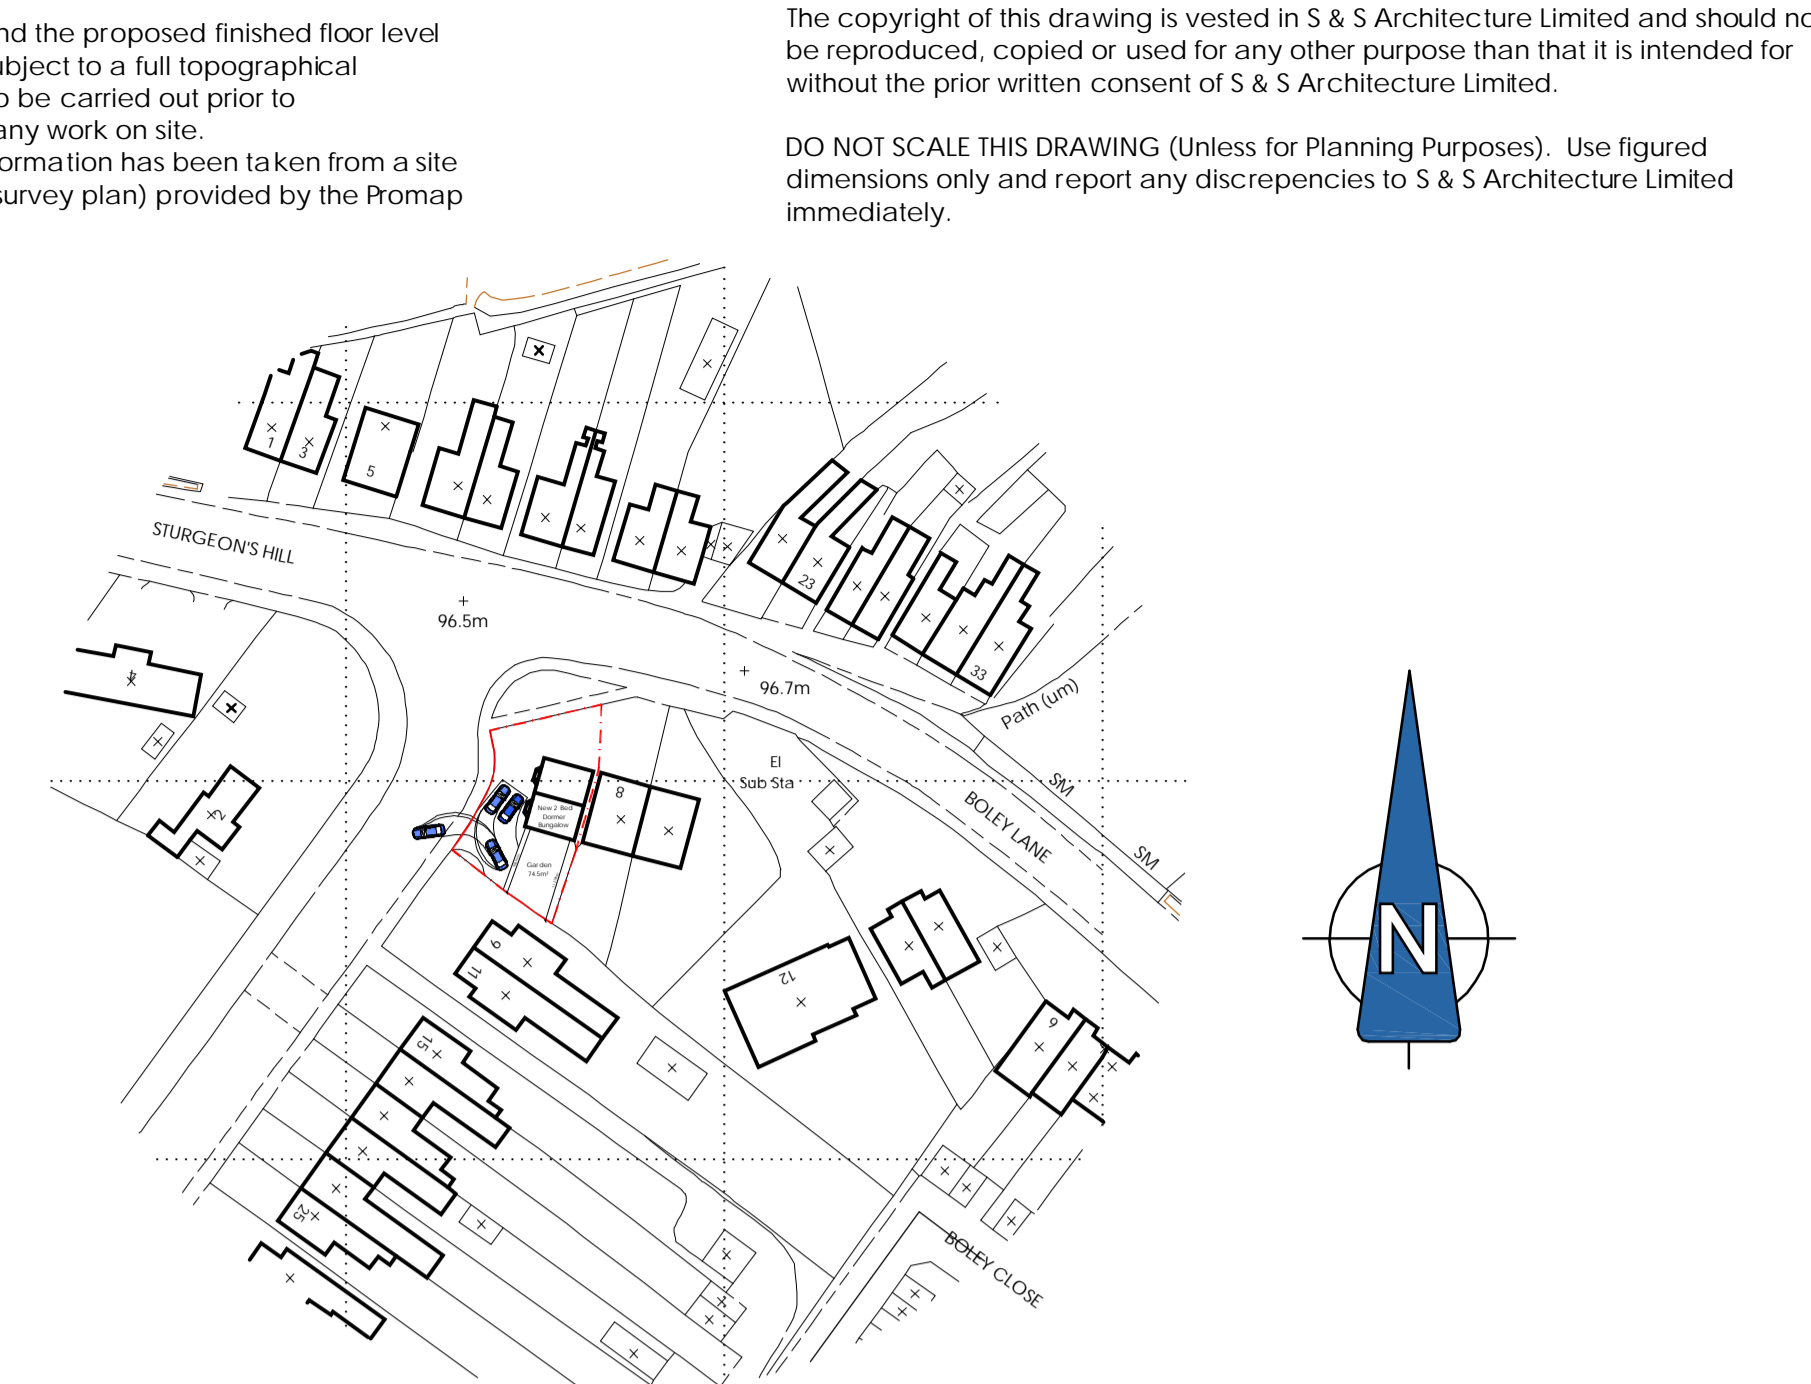 nd the proposed finished floor level
ubject to a full topographical
o be carried out prior to
any work on site.
ormation has been taken from a site
survey plan) provided by the Promap
The copyright of this drawing is vested in S & S Architecture Limited and should no
be reproduced, copied or used for any other purpose than that it is intended for
without the prior written consent of S & S Architecture Limited.
DO NOT SCALE THIS DRAWING (Unless for Planning Purposes). Use figured
dimensions only and report any discrepencies to S & S Architecture Limited
immediately.
1
3
5
STURGEON'S HILL
96.5m
23
33
96.7m
Path (um)
4
2
El
Sub Sta
8
New 2 Bed
Dormer
Bungalow
Garden
74.5m²
SM
BOLEY LANE
SM
N
9
11
12
9
15
25
BOLEY CLOSE